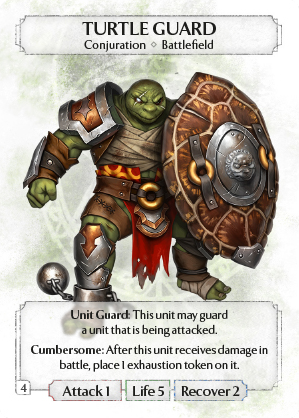 TURTLE GUARD
Conjuration ◇ Battlefield
Unit Guard: This unit may guard
a unit that is being attacked.
Cumbersome: After this unit receives damage in
battle, place 1 exhaustion token on it.
4
Attack 1 Life 5 Recover 2